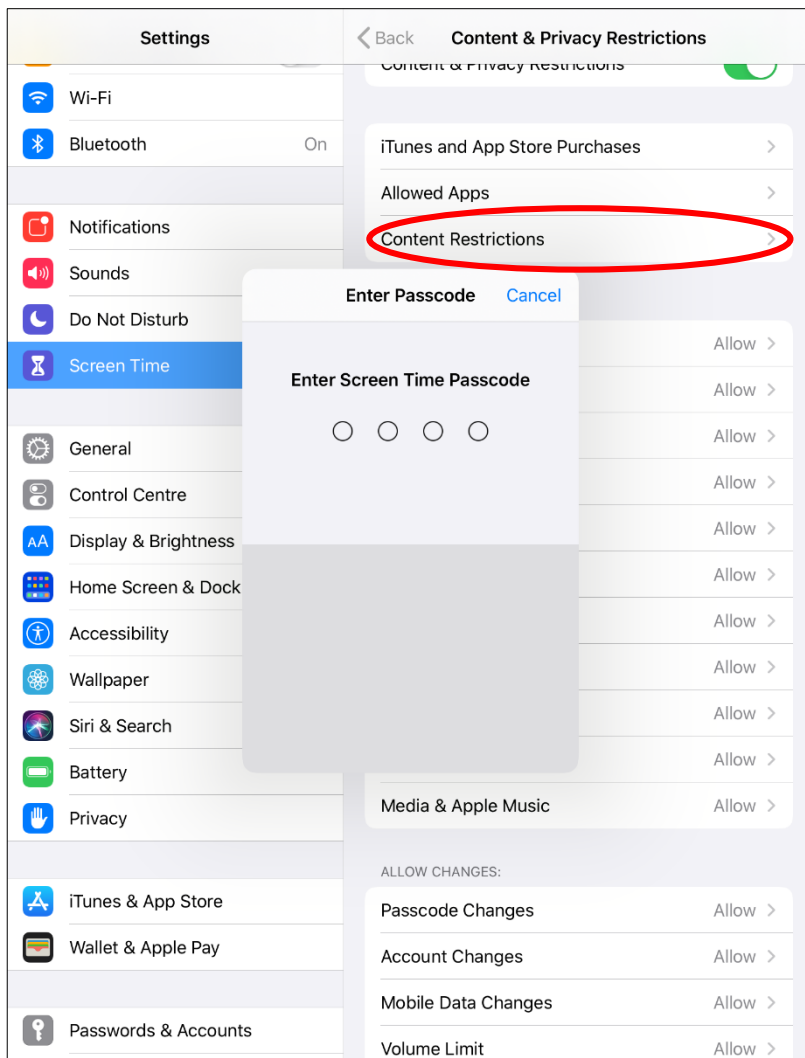 Settings
Back Content & Privacy Restrictions
Content & Privacy Restrictions
Wi-Fi
Bluetooth On
iTunes and App Store Purchases
Allowed Apps
Notifications
Content Restrictions
Sounds
Enter Passcode Cancel
Do Not Disturb
Allow
Screen Time
Enter Screen Time Passcode
Allow
Allow
General
Allow
Control Centre
Allow
AA Display & Brightness
Allow
Home Screen & Dock
Allow
Accessibility
Allow
Wallpaper
Allow
Siri & Search
Allow
Battery
Media & Apple Music Allow
Privacy
ALLOW CHANGES:
iTunes & App Store
Passcode Changes Allow
Wallet & Apple Pay
Account Changes Allow
Mobile Data Changes Allow
Passwords & Accounts
Volume Limit Allow